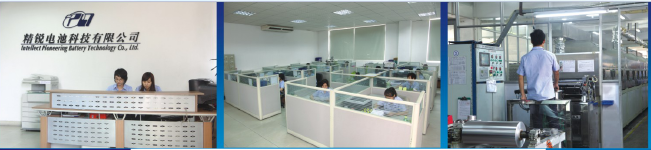 精锐电池科技有限公司
Intellect Pioneering Battery Technology Co., Ltd.